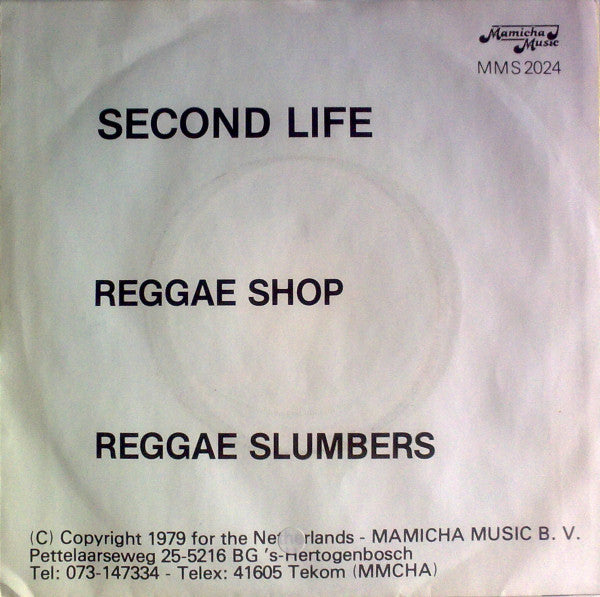 Mamicha
Music
MMS 2024
SECOND LIFE
REGGAE SHOP
REGGAE SLUMBERS
(C) Copyright 1979 for the Netherlands - MAMICHA MUSIC B. V.
Pettelaarseweg 25-5216 BG 's-Hertogenbosch
Tel: 073-147334 - Telex: 41605 Tekom (MMCHA)